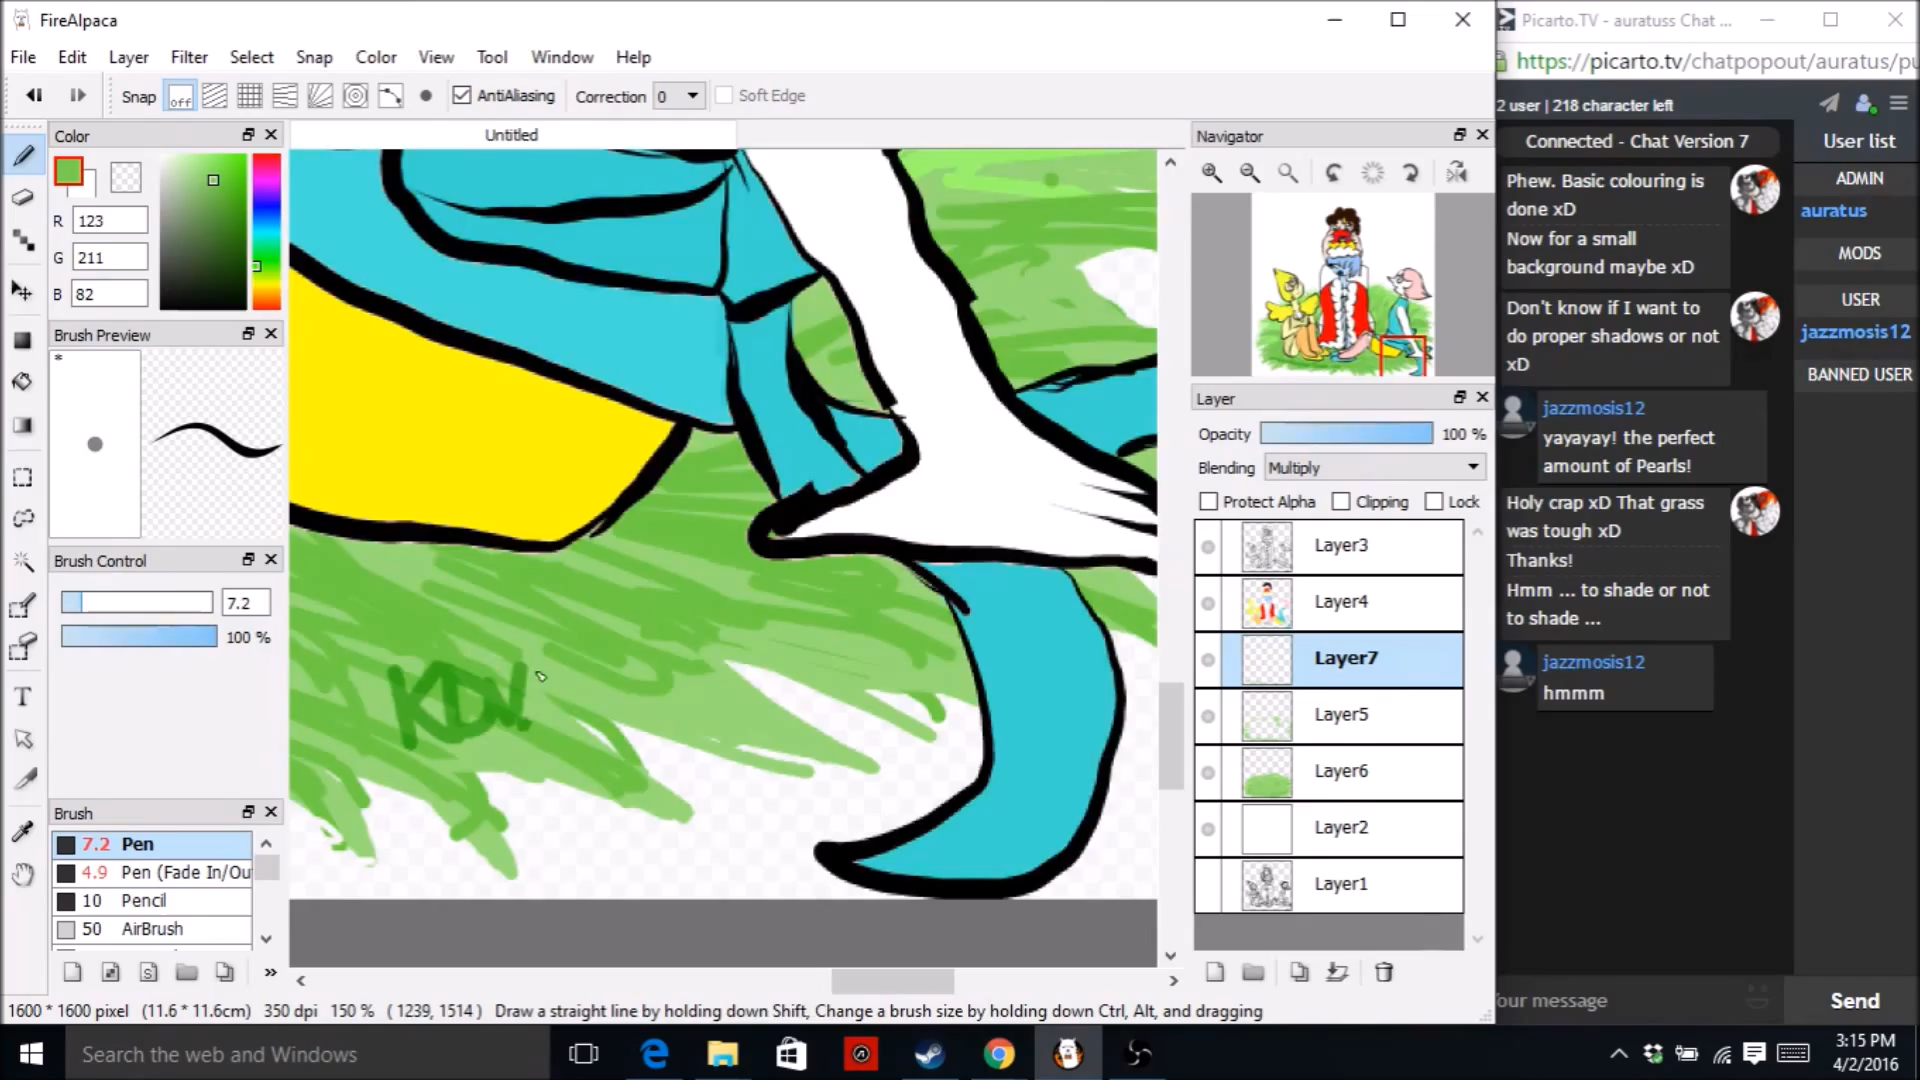 FireAlpaca
File Edit Layer Filter Select Snap Color View Tool Window Help
Snap off AntiAliasing Correction 0 Soft Edge
Color
R 123
G 211
B 82
Brush Preview
*
Brush Control
7.2
100 %
Brush
7.2 Pen
4.9 Pen (Fade In/Ou
10 Pencil
50 AirBrush
Untitled
KDV.
Navigator
Layer
Opacity 100 %
Blending Multiply
Protect Alpha Clipping Lock
Layer3
Layer4
Layer7
Layer5
Layer6
Layer2
Layer1
1600 * 1600 pixel (11.6 * 11.6cm) 350 dpi 150 % ( 1239, 1514 ) Draw a straight line by holding down Shift, Change a brush size by holding down Ctrl, Alt, and dragging
Picarto.TV - auratuss Chat ...
https://picarto.tv/chatpopout/auratus/pu
2 user | 218 character left
Connected - Chat Version 7
Phew. Basic colouring is
done xD
Now for a small
background maybe xD
Don't know if I want to
do proper shadows or not
xD
jazzmosis12
yayayay! the perfect
amount of Pearls!
Holy crap xD That grass
was tough xD
Thanks!
Hmm ... to shade or not
to shade ...
jazzmosis12
hmmm
User list
ADMIN
auratus
MODS
USER
jazzmosis12
BANNED USER
Your message
Send
Search the web and Windows
3:15 PM
4/2/2016